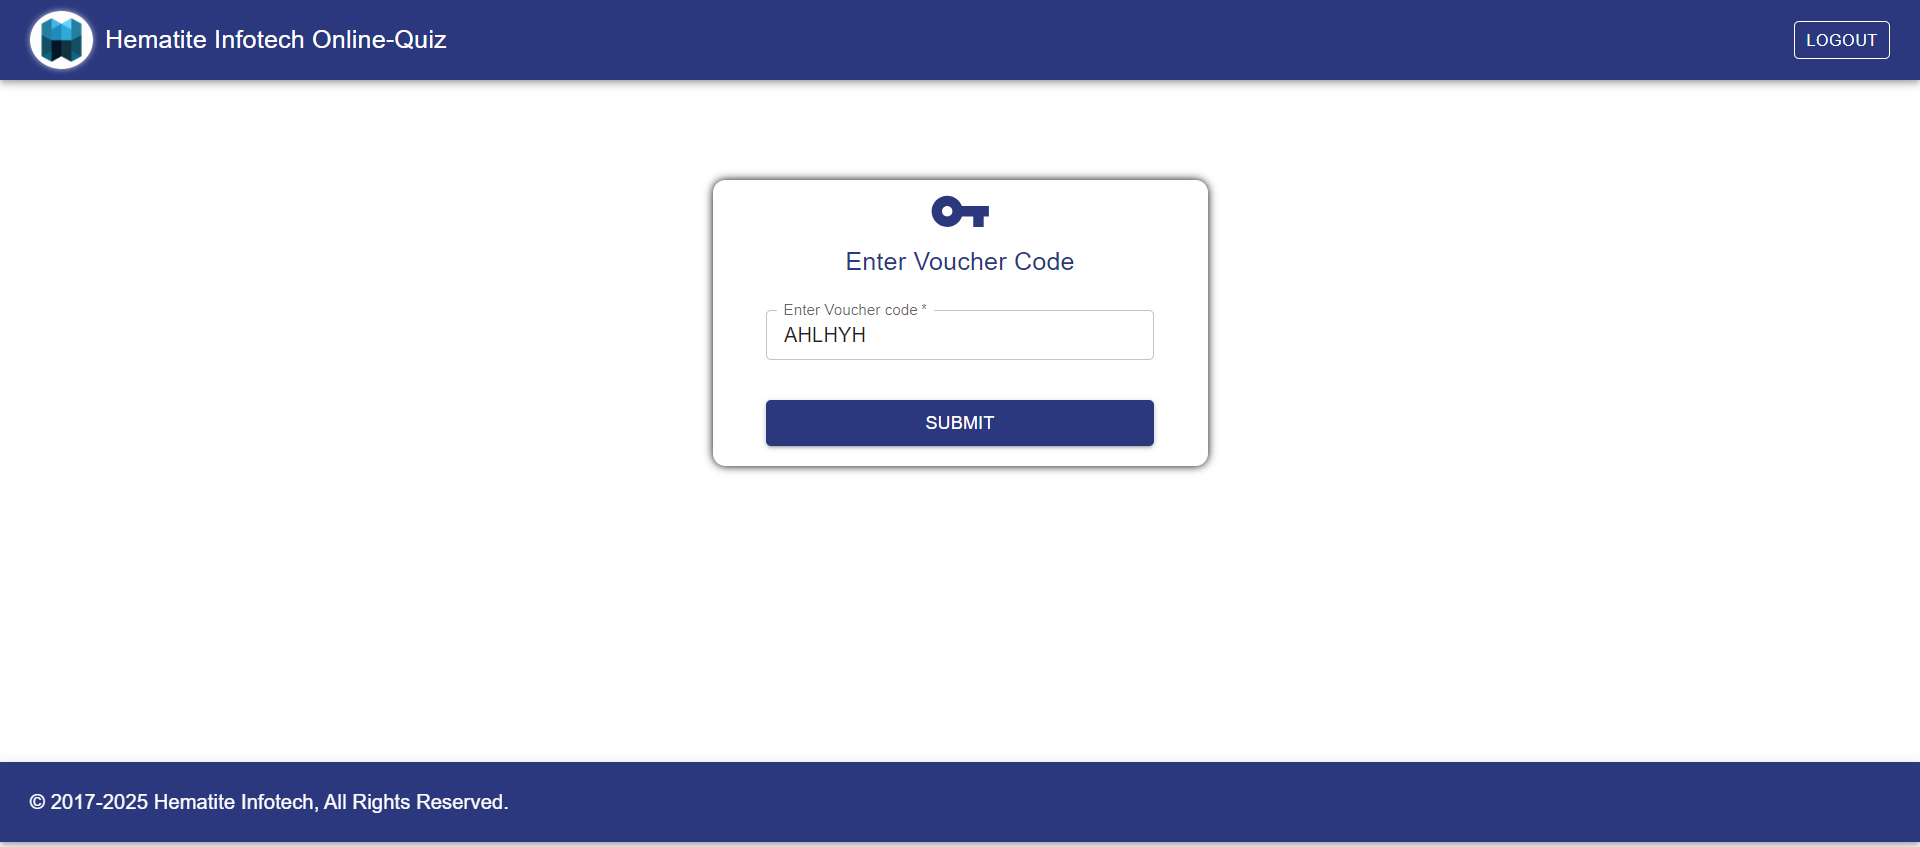 Hematite Infotech Online-Quiz
LOGOUT
Enter Voucher Code
Enter Voucher code *
AHLHYH
SUBMIT
© 2017-2025 Hematite Infotech, All Rights Reserved.